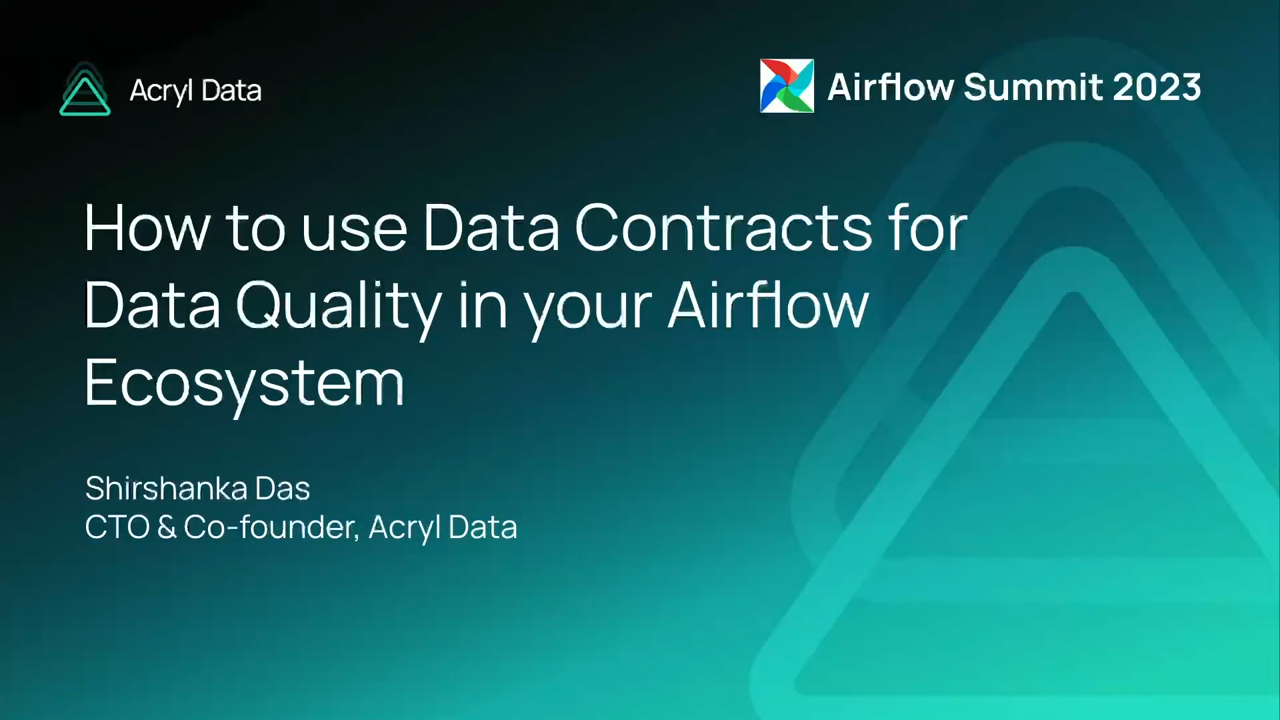 Acryl Data
Airflow Summit 2023
How to use Data Contracts for
Data Quality in your Airflow
Ecosystem
Shirshanka Das
CTO & Co-founder, Acryl Data